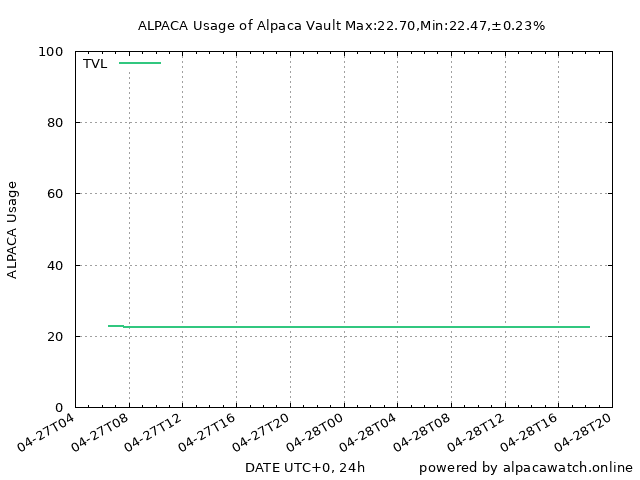 ALPACA Usage of Alpaca Vault Max:22.70,Min:22.47,±0.23%
TVL
ALPACA Usage
100
80
60
40
20
0
04-27T04
04-27T08
04-27T12
04-27T16
04-27T20
04-28T00
04-28T04
04-28T08
04-28T12
04-28T16
04-28T20
DATE UTC+0, 24h
powered by alpacawatch.online